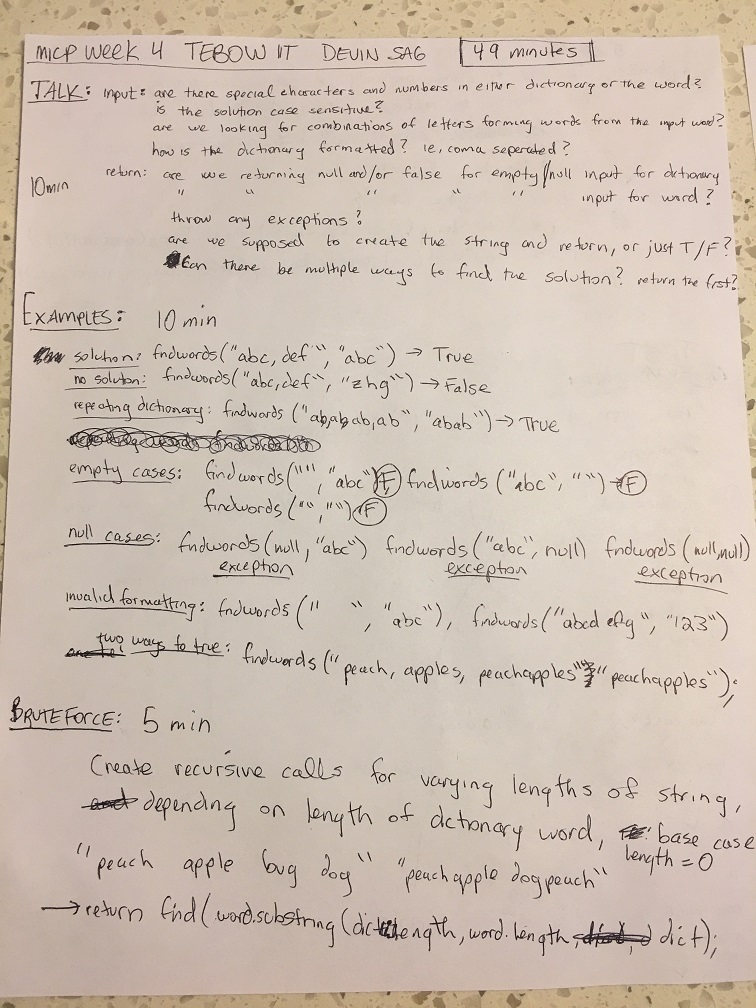 MICP WEEK 4 TEBOW IT DEVIN SAG 49 minutes
TALK: input: are there special characters and numbers in either dictionary or the word?
is the solution case sensitive?
are we looking for combinations of letters forming words from the input word?
how is the dictionary formatted? ie, coma seperated?
10min return: are we returning null and/or false for empty/null input for dictionary
" " " " " input for word?
throw any exceptions?
are we supposed to create the string and return, or just T/F?
Can there be multiple ways to find the solution? return the first?
EXAMPLES: 10 min
solution: findwords("abc, def", "abc") → True
no solution: findwords("abc,def", "zhg") → False
repeating dictionary: findwords ("ab,ab,ab,ab", "abab") → True
empty cases: findwords("", "abc") F findwords ("abc", "") → F
findwords ("", "") F
null cases: findwords(null, "abc") findwords ("abc", null) findwords (null,null)
exception exception exception
invalid formatting: findwords (" ", "abc"), findwords("abcd efg", "123")
two ways to true: findwords ("peach, apples, peachapples", "peachapples");
BRUTEFORCE: 5 min
Create recursive calls for varying lengths of string,
depending on length of dictionary word, base case
length = 0
"peach apple bug dog" "peachapple dogpeach"
→ return find( word.substring (dict.length, word.length, dict);